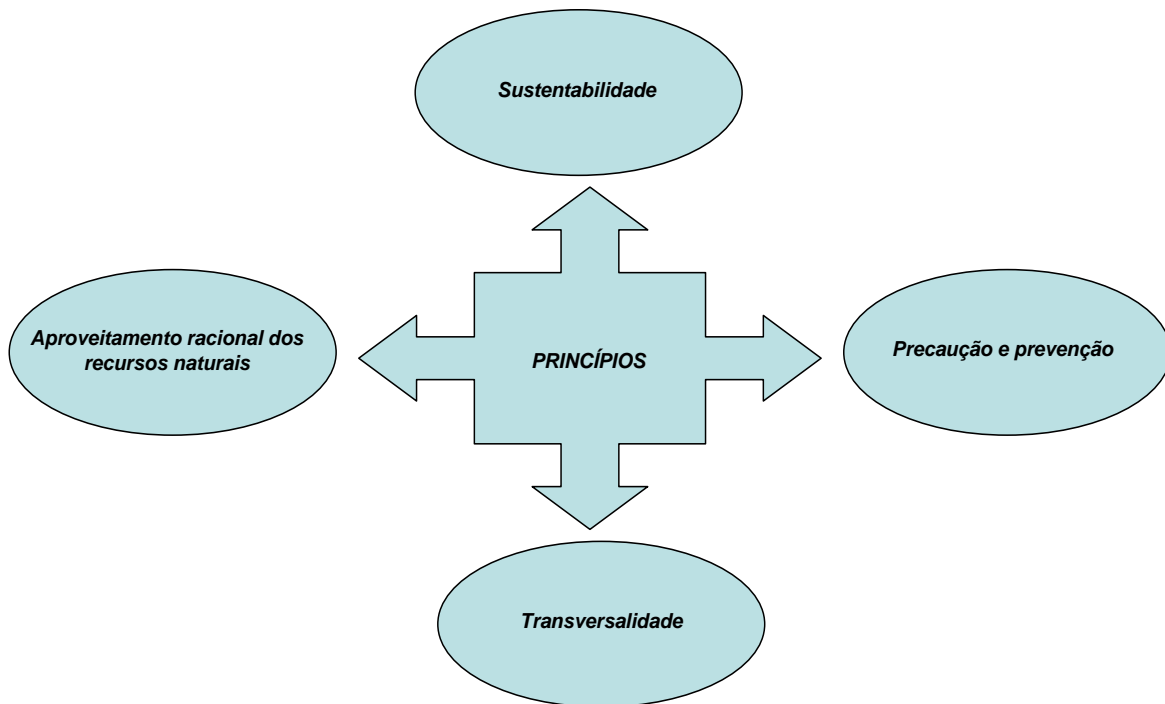 Sustentabilidade
Aproveitamento racional dos
recursos naturais
PRINCÍPIOS
Precaução e prevenção
Transversalidade